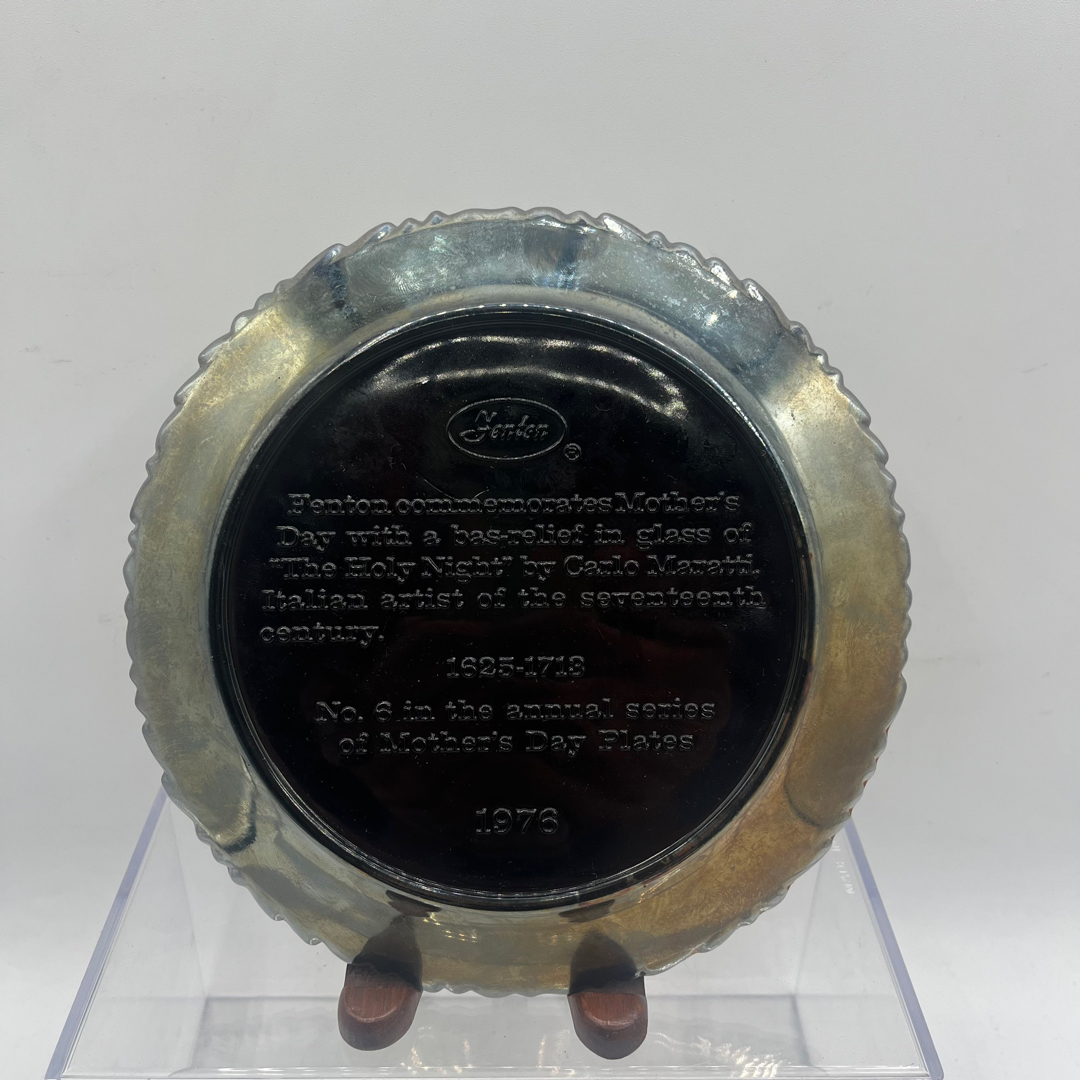 Fenton
®
Fenton commemorates Mother's
Day with a bas-relief in glass of
"The Holy Night" by Carlo Maratti.
Italian artist of the seventeenth
century.
1625-1713
No. 6 in the annual series
of Mother's Day Plates
1976